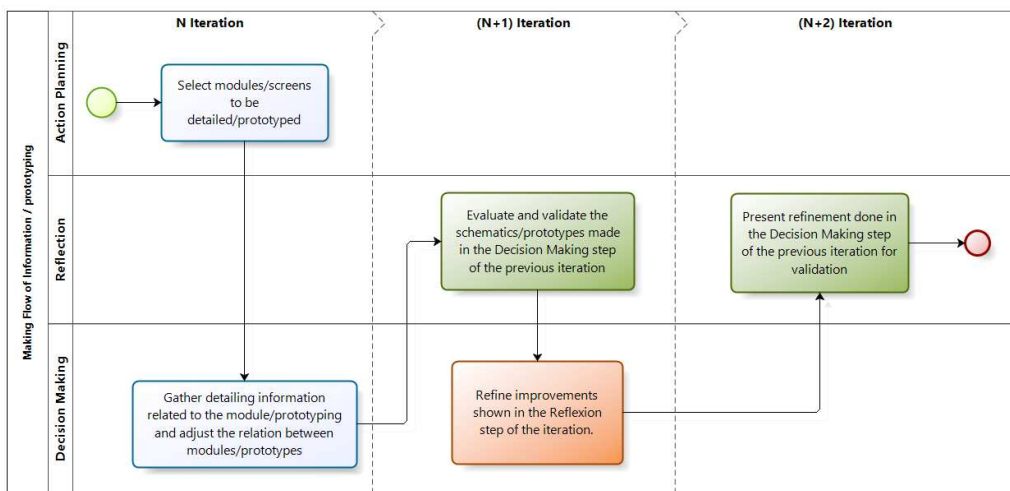 N Iteration
(N+1) Iteration
(N+2) Iteration
Making Flow of Information / prototyping
Action Planning
Select modules/screens
to be
detailed/prototyped
Reflection
Evaluate and validate the
schematics/prototypes made
in the Decision Making step
of the previous iteration
Present refinement done in
the Decision Making step
of the previous iteration for
validation
Decision Making
Gather detailing information
related to the module/prototyping
and adjust the relation between
modules/prototypes
Refine improvements
shown in the Reflexion
step of the iteration.